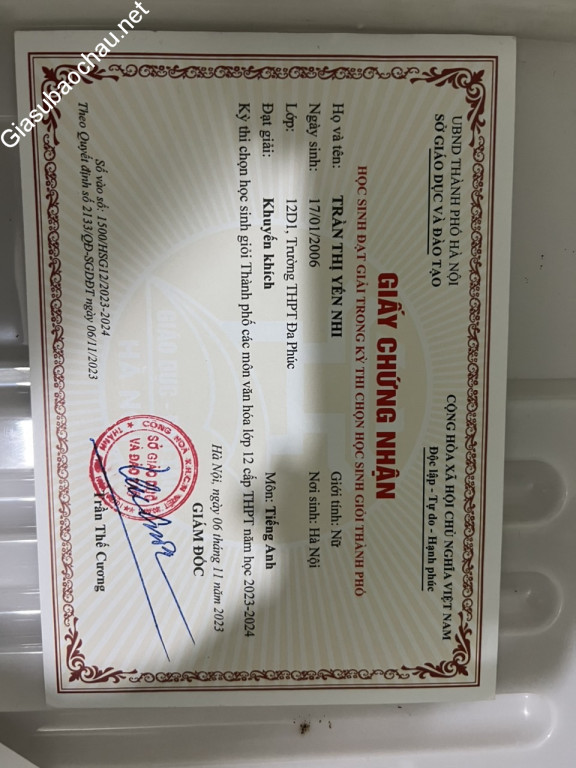 Giasubaochau.net
UBND THÀNH PHỐ HÀ NỘI
SỞ GIÁO DỤC VÀ ĐÀO TẠO
CỘNG HÒA XÃ HỘI CHỦ NGHĨA VIỆT NAM
Độc lập - Tự do - Hạnh phúc
GIẤY CHỨNG NHẬN
HỌC SINH ĐẠT GIẢI TRONG KỲ THI CHỌN HỌC SINH GIỎI THÀNH PHỐ
Họ và tên: TRẦN THỊ YẾN NHI Giới tính: Nữ
Ngày sinh: 17/01/2006 Nơi sinh: Hà Nội
Lớp: 12D1, Trường THPT Đa Phúc
Đạt giải: Khuyến khích Môn: Tiếng Anh
Kỳ thi chọn học sinh giỏi Thành phố các môn văn hóa lớp 12 cấp THPT năm học 2023-2024
Hà Nội, ngày 06 tháng 11 năm 2023
GIÁM ĐỐC
SỞ GIÁO DỤC
VÀ ĐÀO TẠO
Trần Thế Cương
Số vào sổ: 1500/HSG12/2023-2024
Theo Quyết định số 2133/QĐ-SGDĐT ngày 06/11/2023